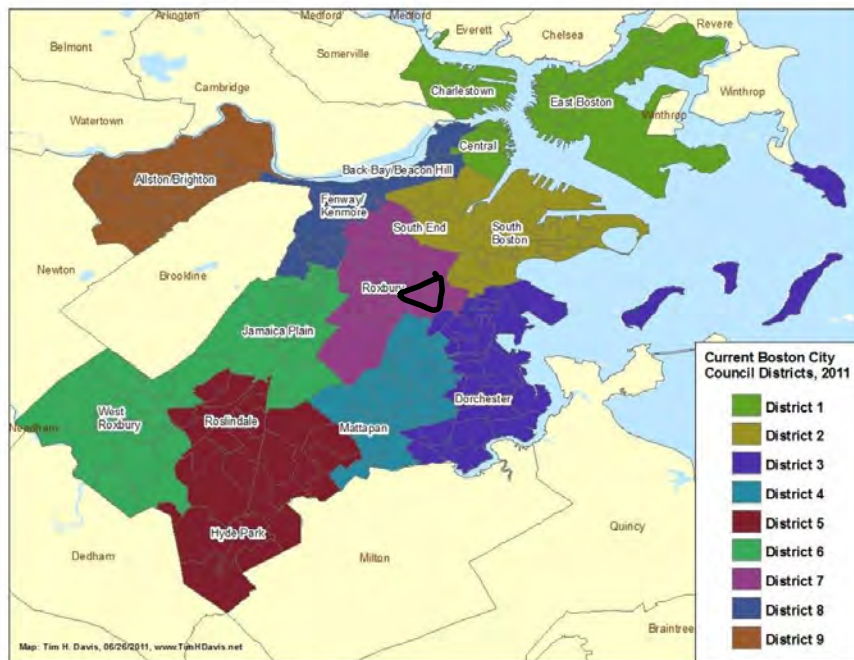 Arlington
Medford
Medford
Everett
Revere
Belmont
Somerville
Chelsea
Cambridge
Charlestown
East Boston
Winthrop
Winthrop
Watertown
Central
Back Bay/Beacon Hill
Allston/Brighton
Fenway/
Kenmore
South End
South
Boston
Newton
Brookline
Roxbury
Jamaica Plain
Current Boston City
Council Districts, 2011
District 1
District 2
District 3
District 4
District 5
District 6
District 7
District 8
District 9
West
Roxbury
Roslindale
Dorchester
Mattapan
Needham
Hyde Park
Quincy
Dedham
Milton
Braintree
Map: Tim H. Davis, 06/26/2011, www.TimHDavis.net